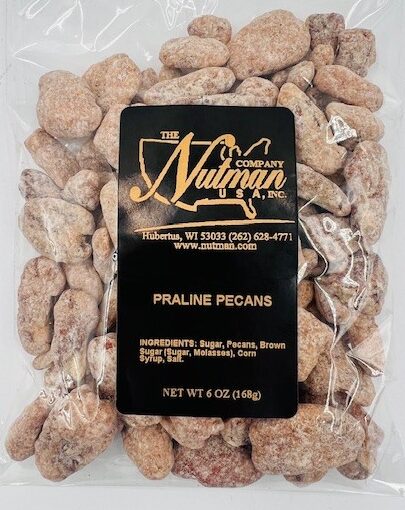 THE
Nutman
COMPANY
USA, INC.
Hubertus, WI 53033 (262) 628-4771
www.nutman.com
PRALINE PECANS
INGREDIENTS: Sugar, Pecans, Brown
Sugar (Sugar, Molasses), Corn
Syrup, Salt.
NET WT 6 OZ (168g)